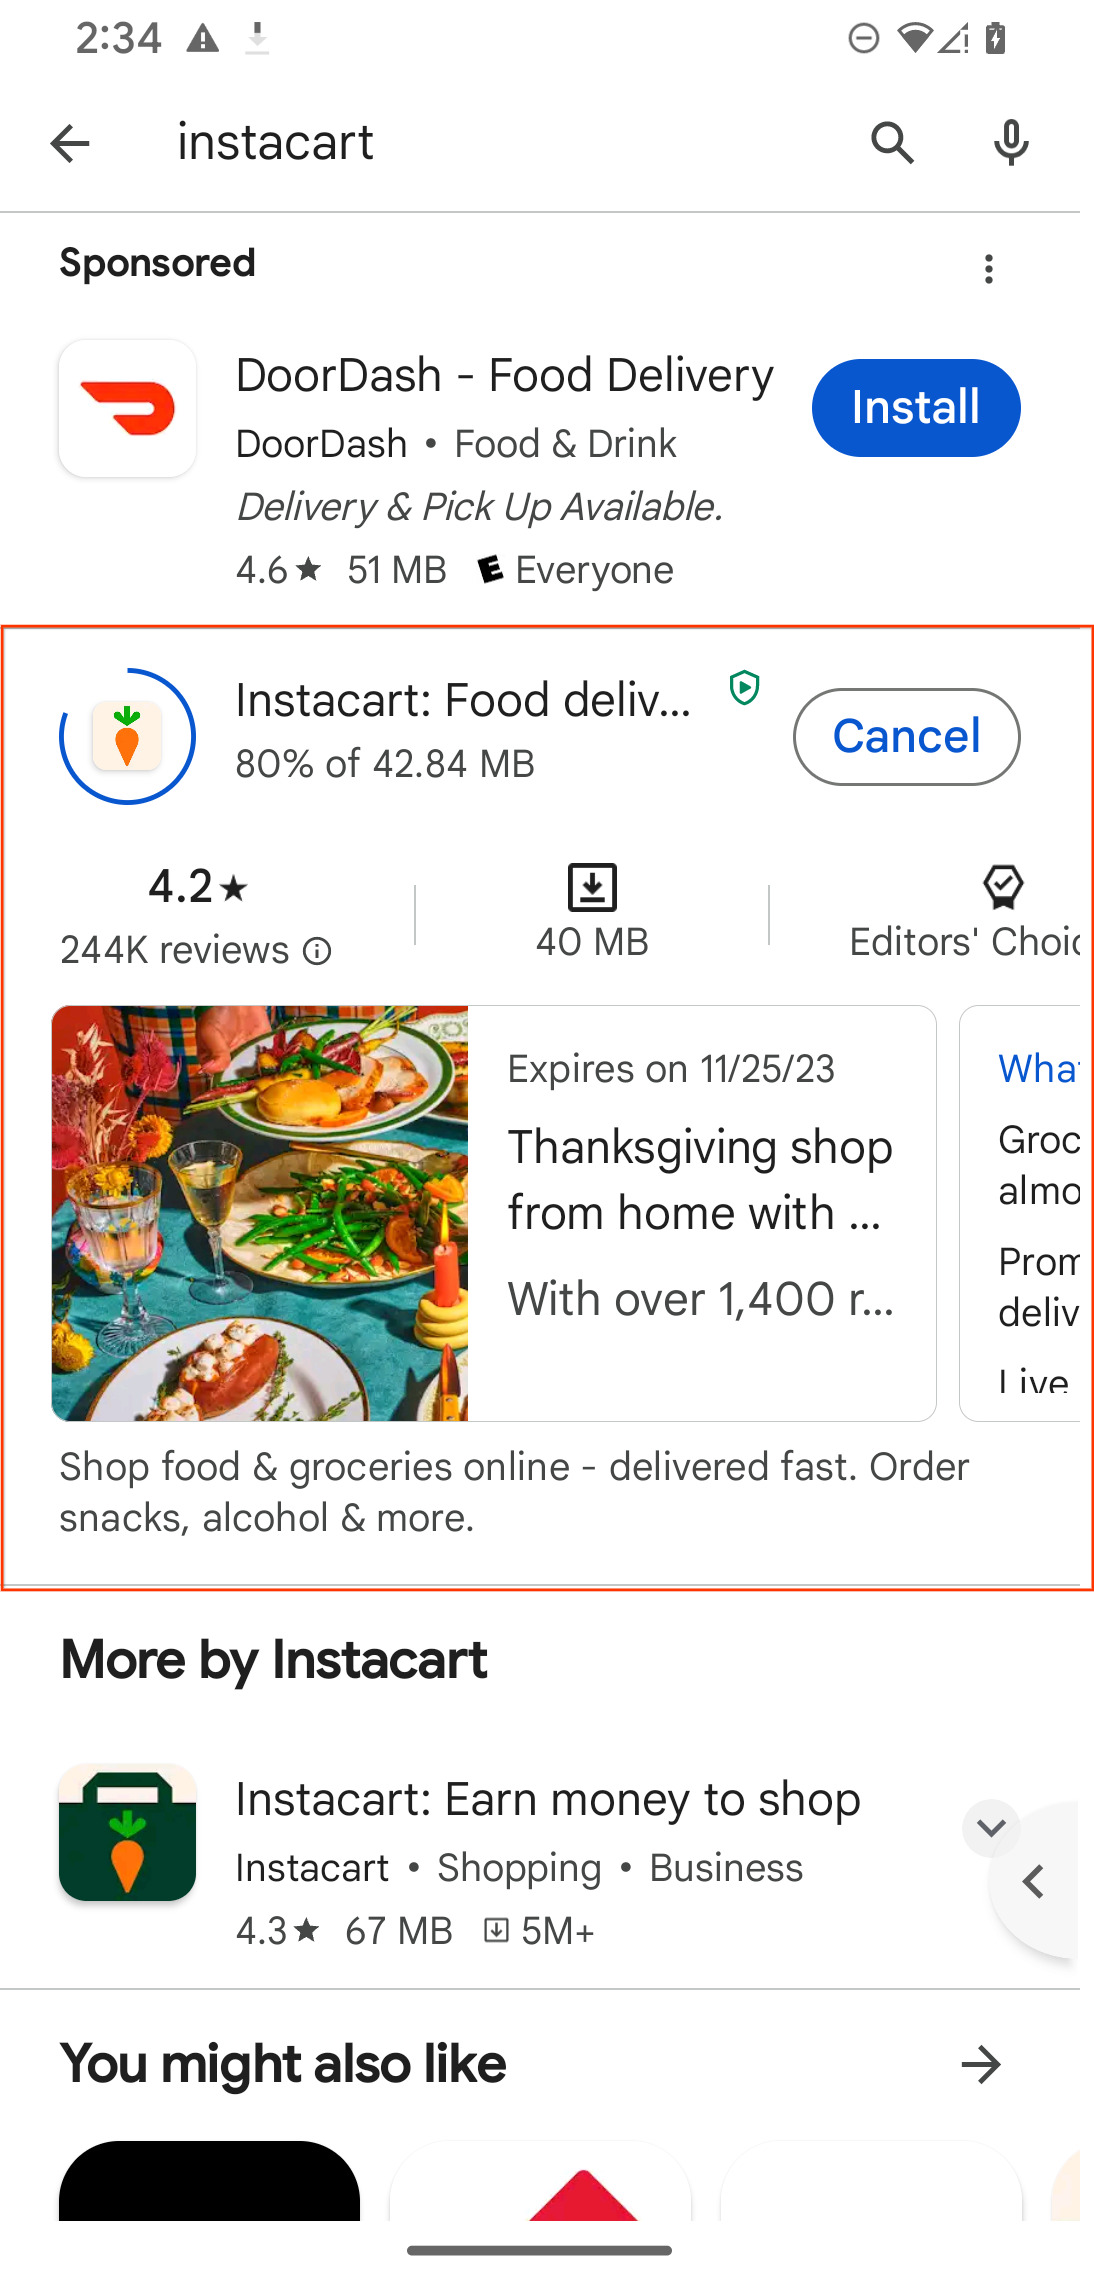 2:34
instacart
Sponsored
DoorDash - Food Delivery
Install
DoorDash • Food & Drink
Delivery & Pick Up Available.
4.6★ 51 MB E Everyone
Instacart: Food deliv...
Cancel
80% of 42.84 MB
4.2★
244K reviews
40 MB
Editors' Choic
Expires on 11/25/23
Thanksgiving shop
from home with ...
With over 1,400 r...
What
Groc
almo
Prom
deliv
Live
Shop food & groceries online - delivered fast. Order
snacks, alcohol & more.
More by Instacart
Instacart: Earn money to shop
Instacart • Shopping • Business
4.3★ 67 MB 5M+
You might also like